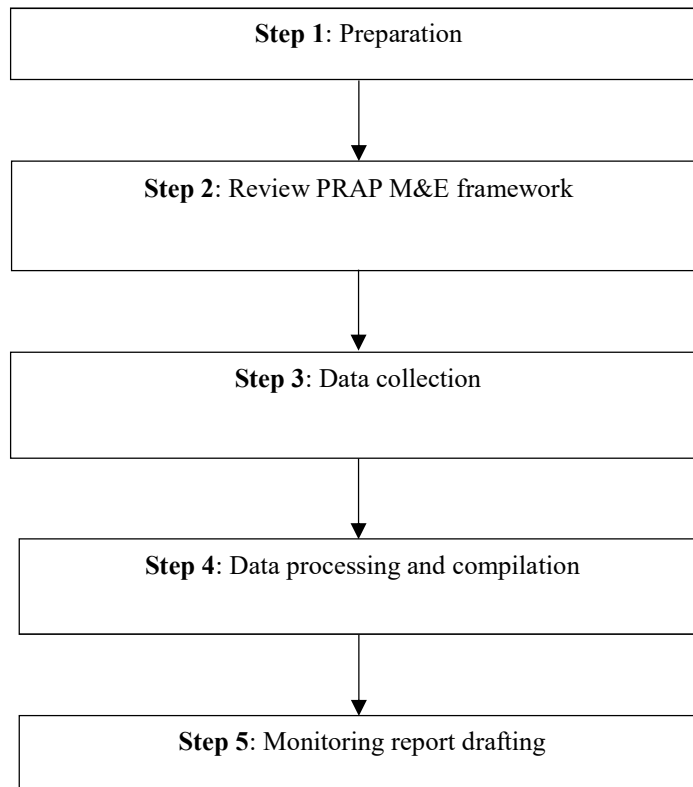 Step 1: Preparation
Step 2: Review PRAP M&E framework
Step 3: Data collection
Step 4: Data processing and compilation
Step 5: Monitoring report drafting